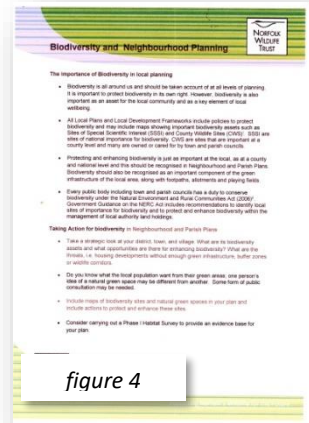 NORFOLK
WILDLIFE
TRUST
Biodiversity and Neighbourhood Planning
The importance of Biodiversity in local planning
• Biodiversity is all around us and should be taken account of at all levels of planning.
It is important to protect biodiversity in its own right. However, biodiversity is also
important as an asset for the local community and as a key element of local
wellbeing.
• All Local Plans and Local Development Frameworks include policies to protect
biodiversity and may include maps showing important biodiversity assets such as
Sites of Special Scientific Interest (SSSI) and County Wildlife Sites (CWS). SSSI are
sites of national importance for biodiversity. CWS are sites that are important at a
county level and many are owned or cared for by town and parish councils.
• Protecting and enhancing biodiversity is just as important at the local, as at a county
and national level and this should be recognised in Neighbourhood and Parish Plans.
Biodiversity should also be recognised as an important component of the green
infrastructure of the local area, along with footpaths, allotments and playing fields.
• Every public body including town and parish councils has a duty to conserve
biodiversity under the Natural Environment and Rural Communities Act (2006)/
Government Guidance on the NERC Act includes recommendations to identify local
sites of importance for biodiversity and to protect and enhance biodiversity within the
management of local authority land holdings.
Taking Action for biodiversity in Neighbourhood and Parish Plans
• Take a strategic look at your district, town, and village. What are its biodiversity
assets and what opportunities are there for enhancing biodiversity? What are the
threats, i.e. housing developments without enough green infrastructure, buffer zones
or wildlife corridors.
• Do you know what the local population want from their green areas; one person's
idea of a natural green space may be different from another. Some form of public
consultation may be needed.
• Include maps of biodiversity sites and natural green spaces in your plan and
include actions to protect and enhance these sites.
• Consider carrying out a Phase I Habitat Survey to provide an evidence base for
your plan.
figure 4